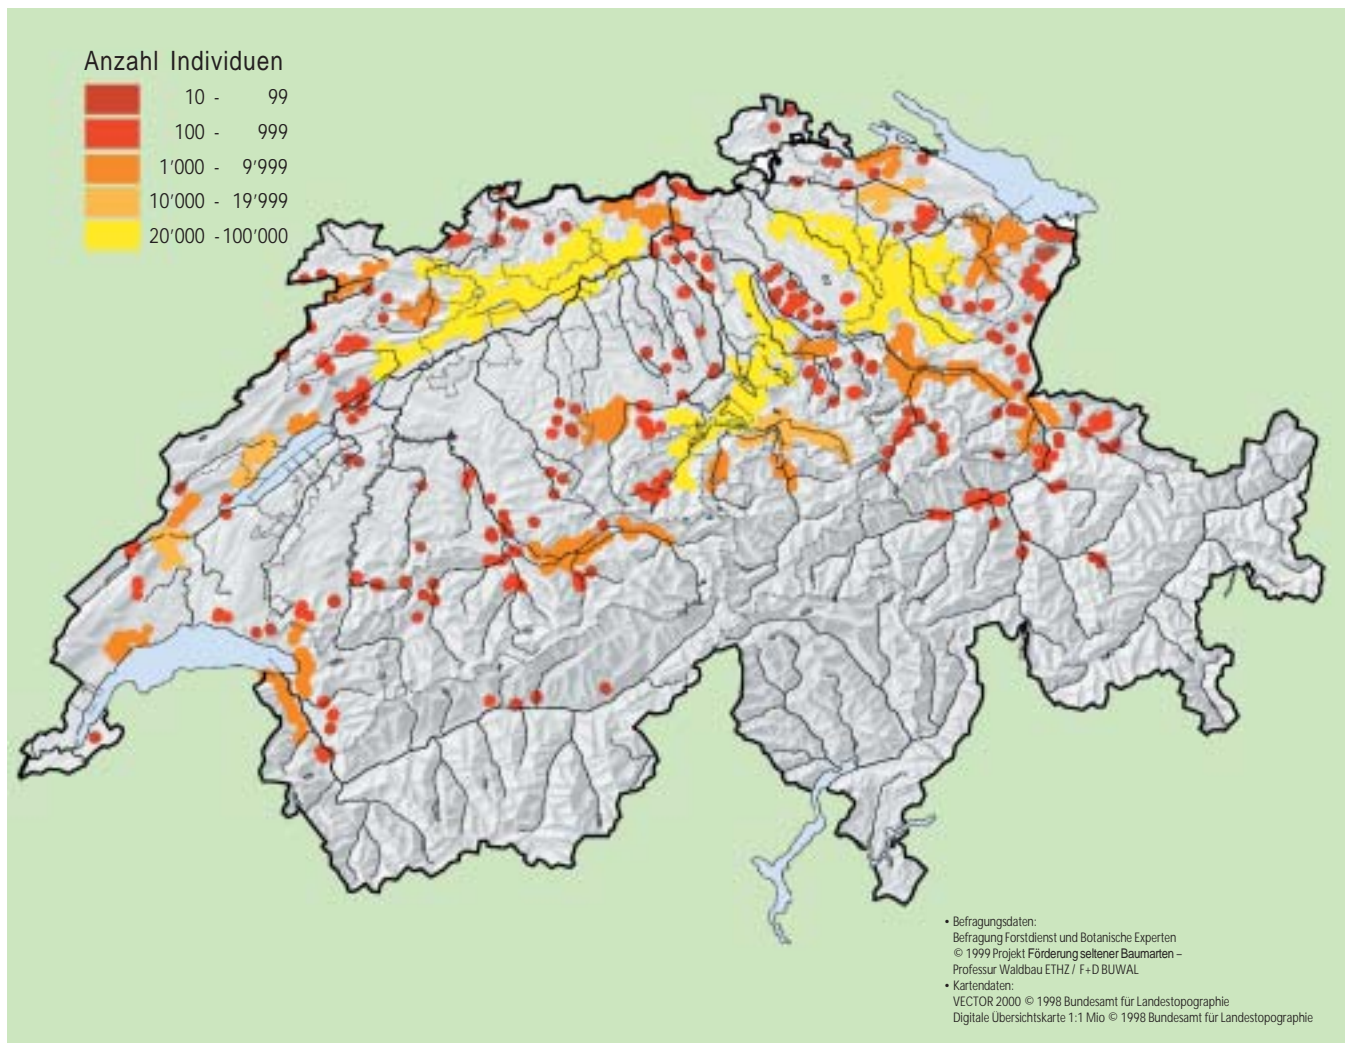 Anzahl Individuen
10 - 99
100 - 999
1'000 - 9'999
10'000 - 19'999
20'000 - 100'000
• Befragungsdaten:
Befragung Forstdienst und Botanische Experten
© 1999 Projekt Förderung seltener Baumarten –
Professur Waldbau ETHZ / F+D BUWAL
• Kartendaten:
VECTOR 2000 © 1998 Bundesamt für Landestopographie
Digitale Übersichtskarte 1:1 Mio © 1998 Bundesamt für Landestopographie